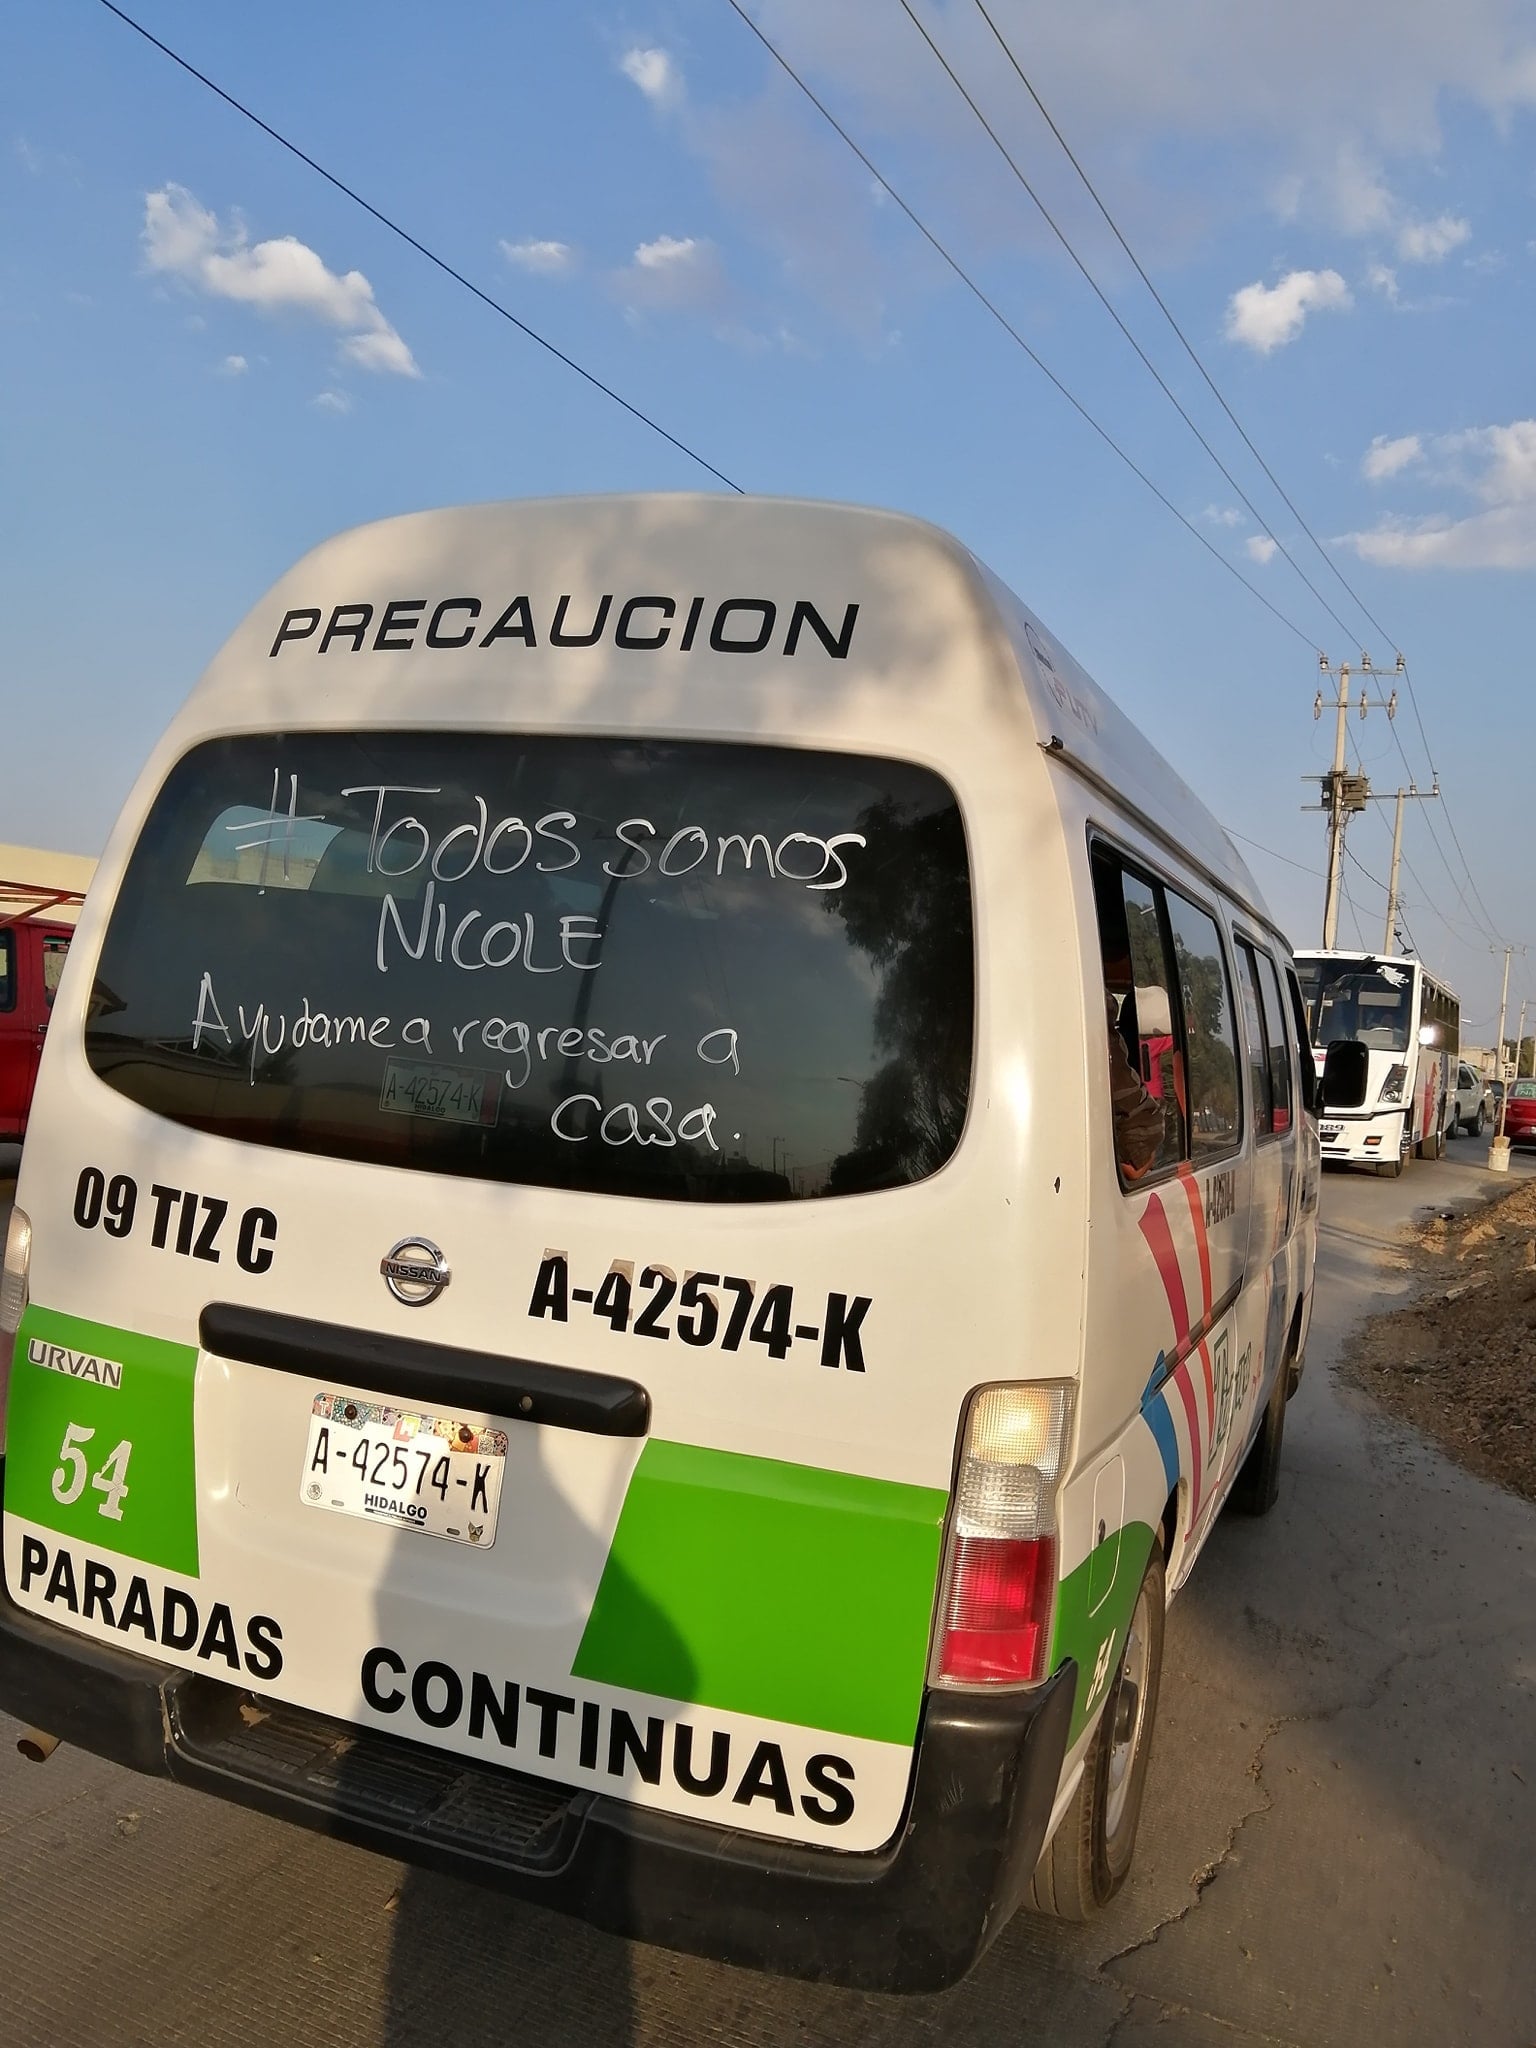 PRECAUCION
# Todos somos
NICOLE
Ayudame a regresar a
casa.
A-42574-K
HIDALGO
09 TIZ C
NISSAN
A-42574-K
URVAN
54
A-42574-K
HIDALGO
PARADAS CONTINUAS
54